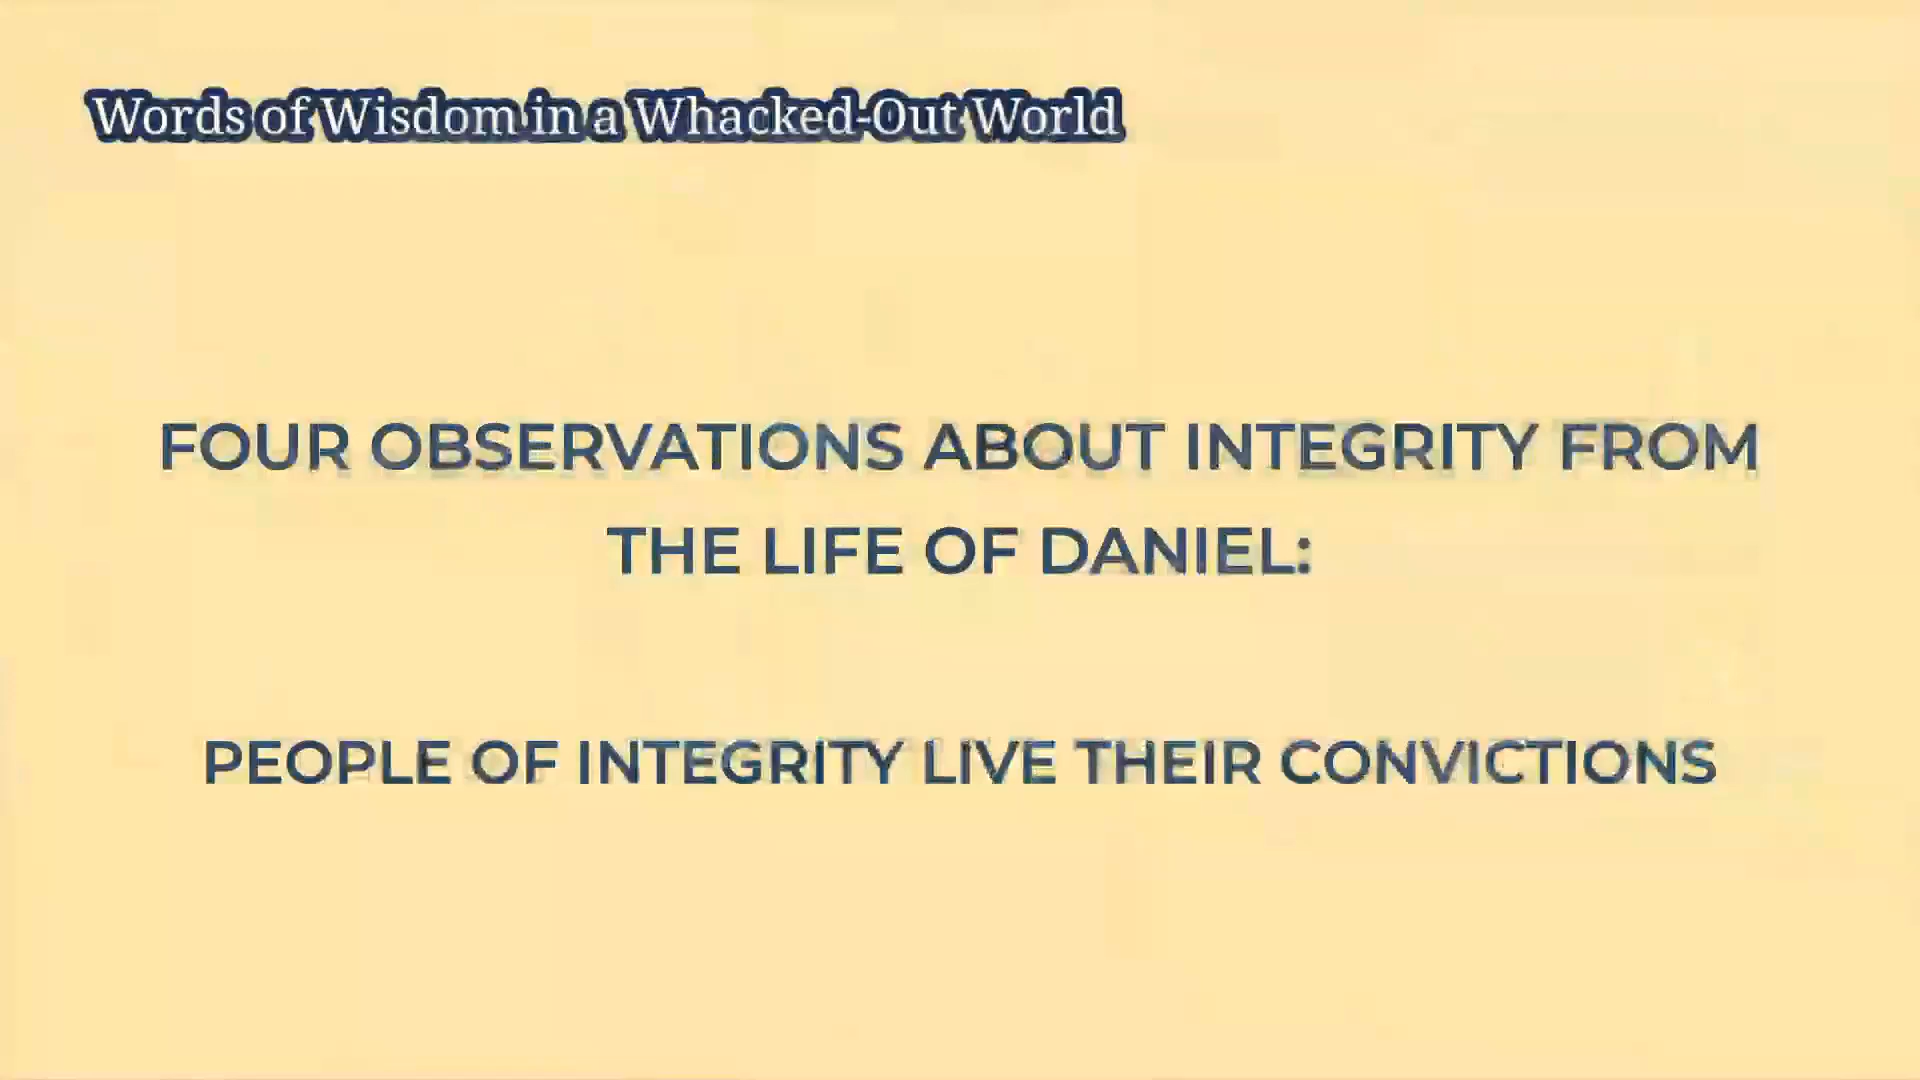 Words of Wisdom in a Whacked-Out World
FOUR OBSERVATIONS ABOUT INTEGRITY FROM
THE LIFE OF DANIEL:
PEOPLE OF INTEGRITY LIVE THEIR CONVICTIONS